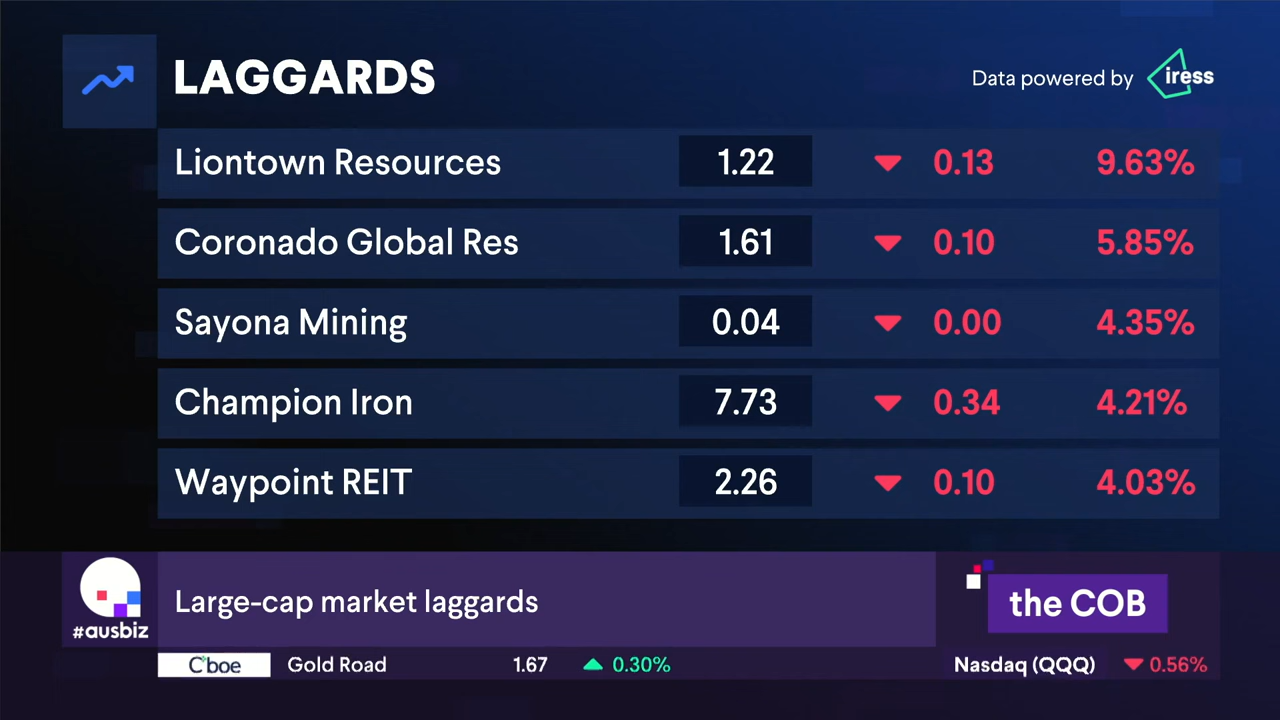 LAGGARDS
Data powered by iress
Liontown Resources 1.22 0.13 9.63%
Coronado Global Res 1.61 0.10 5.85%
Sayona Mining 0.04 0.00 4.35%
Champion Iron 7.73 0.34 4.21%
Waypoint REIT 2.26 0.10 4.03%
Large-cap market laggards
#ausbiz
the COB
Cboe Gold Road 1.67 0.30% Nasdaq (QQQ) 0.56%